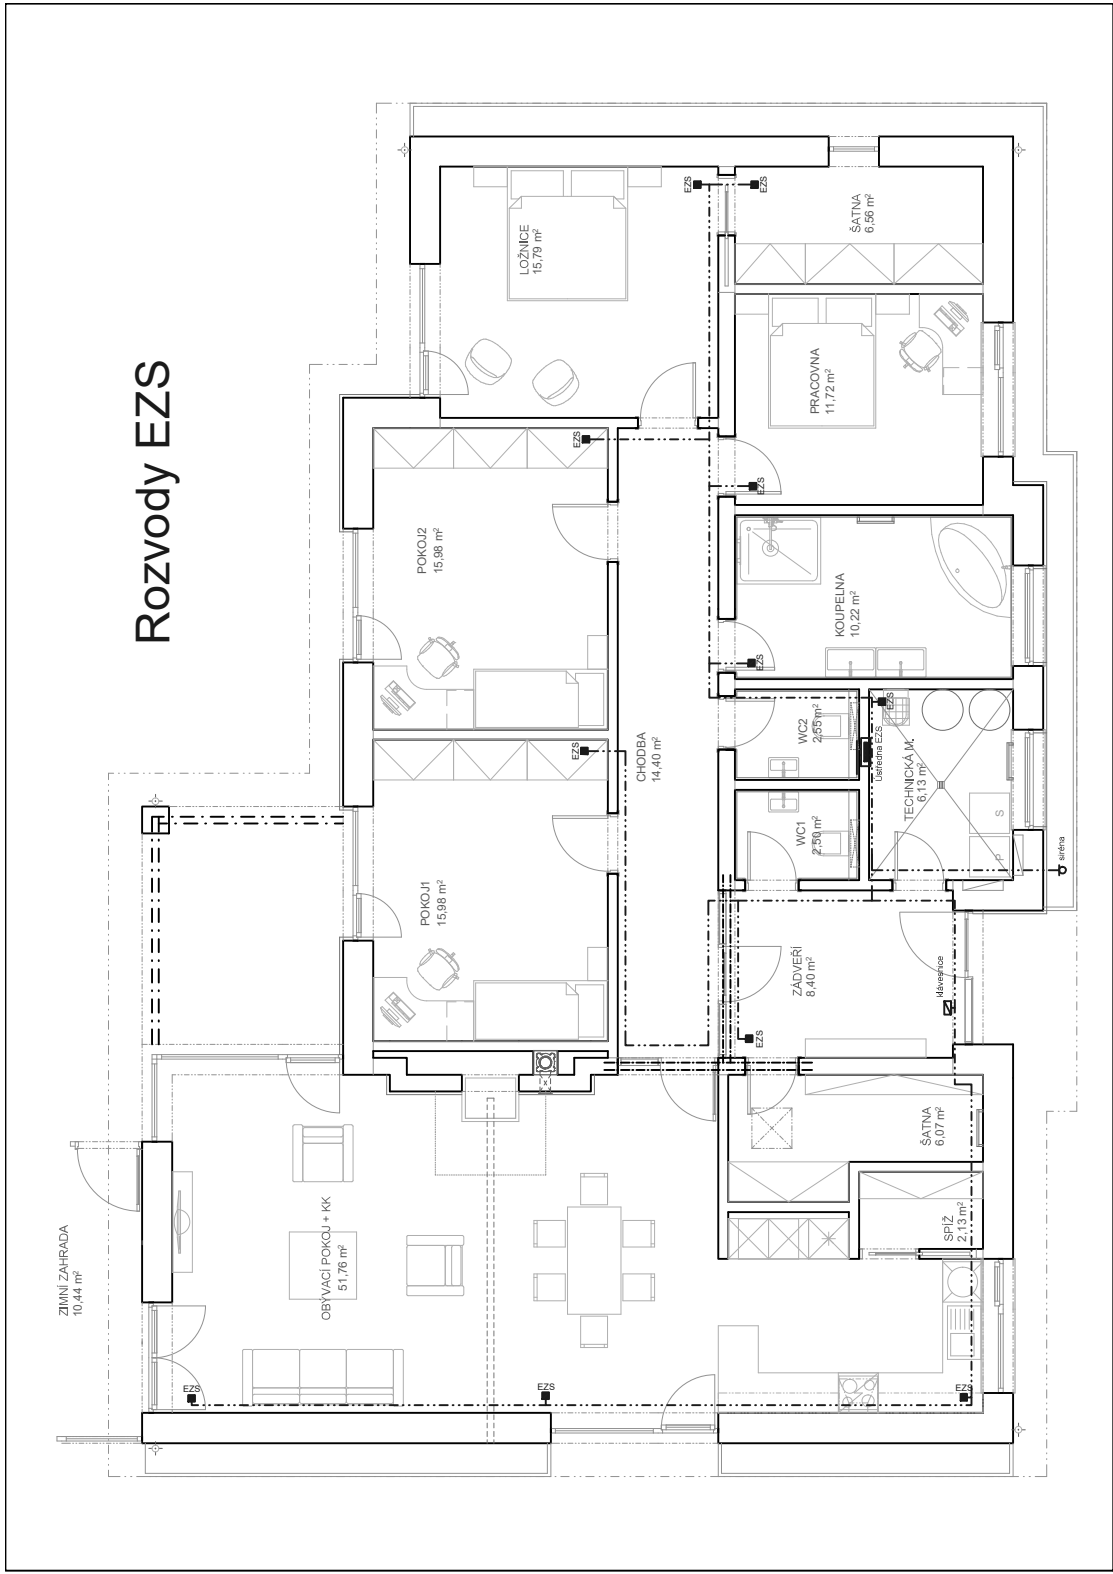 Rozvody EZS
ZIMNÍ ZAHRADA
10,44 m²
OBÝVACÍ POKOJ + KK
51,76 m²
POKOJ1
15,98 m²
POKOJ2
15,98 m²
LOŽNICE
15,79 m²
CHODBA
14,40 m²
ŠATNA
6,56 m²
PRACOVNA
11,72 m²
KOUPELNA
10,22 m²
WC2
2,55 m²
WC1
2,50 m²
TECHNICKÁ M.
6,13 m²
Ústředna EZS
ZÁDVEŘÍ
8,40 m²
ŠATNA
6,07 m²
SPÍŽ
2,13 m²
klávesnice
siréna
P
S
EZS
EZS
EZS
EZS
EZS
EZS
EZS
EZS
EZS
EZS
EZS
EZS